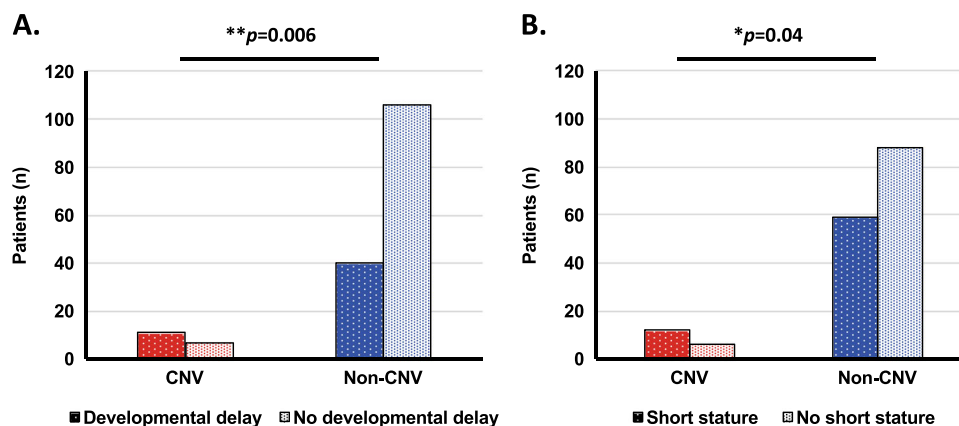 A.
**p=0.006
Patients (n)
120
100
80
60
40
20
0
CNV
Non-CNV
Developmental delay
No developmental delay
B.
*p=0.04
Patients (n)
120
100
80
60
40
20
0
CNV
Non-CNV
Short stature
No short stature